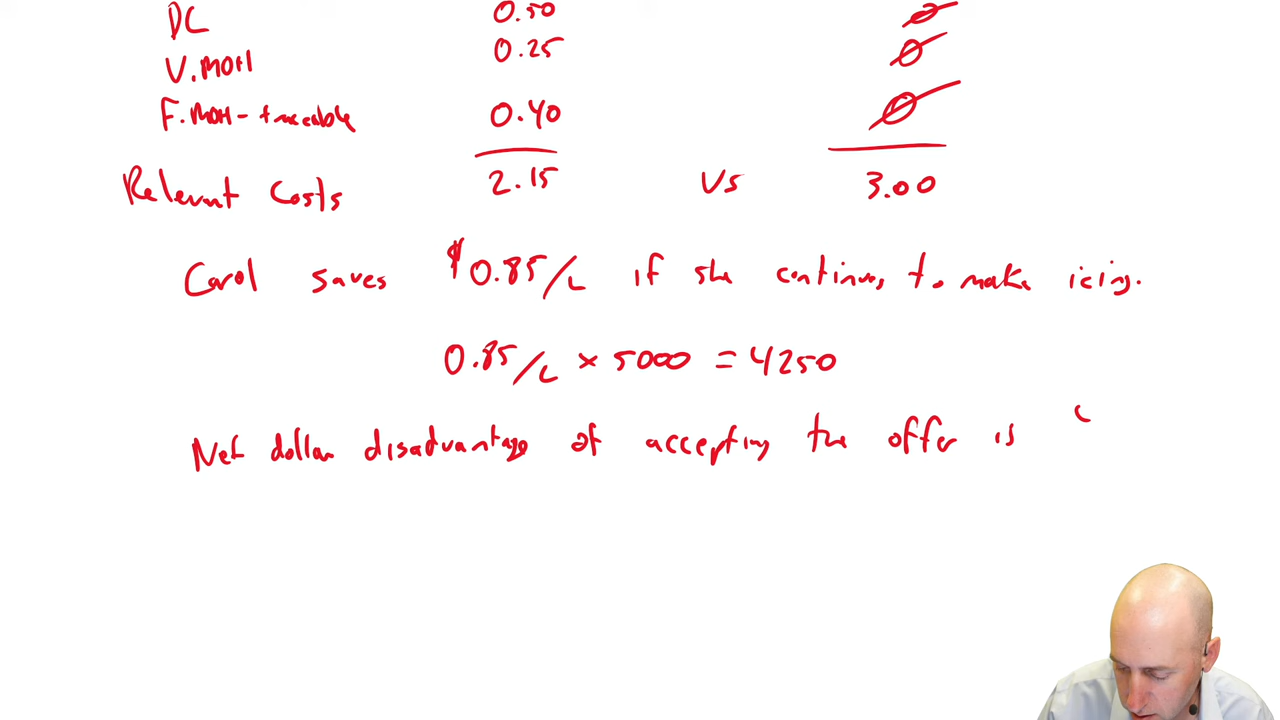 DC 0.50 ø
V.MOH 0.25 ø
F.MOH - traceable 0.40 ø
Relevant Costs 2.15 vs 3.00
Carol saves $0.85/L if she continues to make icing.
0.85/L × 5000 = 4250
Net dollar disadvantage of accepting the offer is